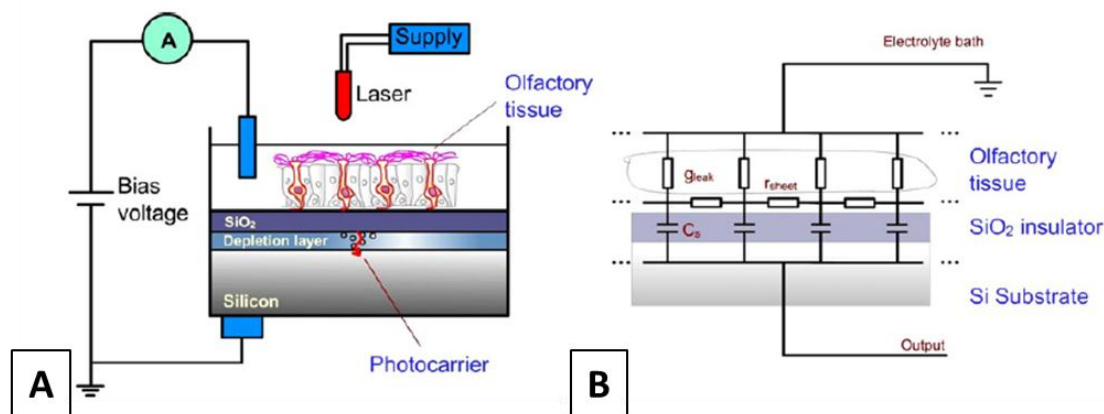 A
Supply
Laser
Olfactory
tissue
Bias
voltage
SiO2
Depletion layer
Silicon
Photocarrier
A
Electrolyte bath
...
...
Olfactory
tissue
gleak
rsheet
...
...
Cs
SiO2 insulator
...
...
Si Substrate
Output
B